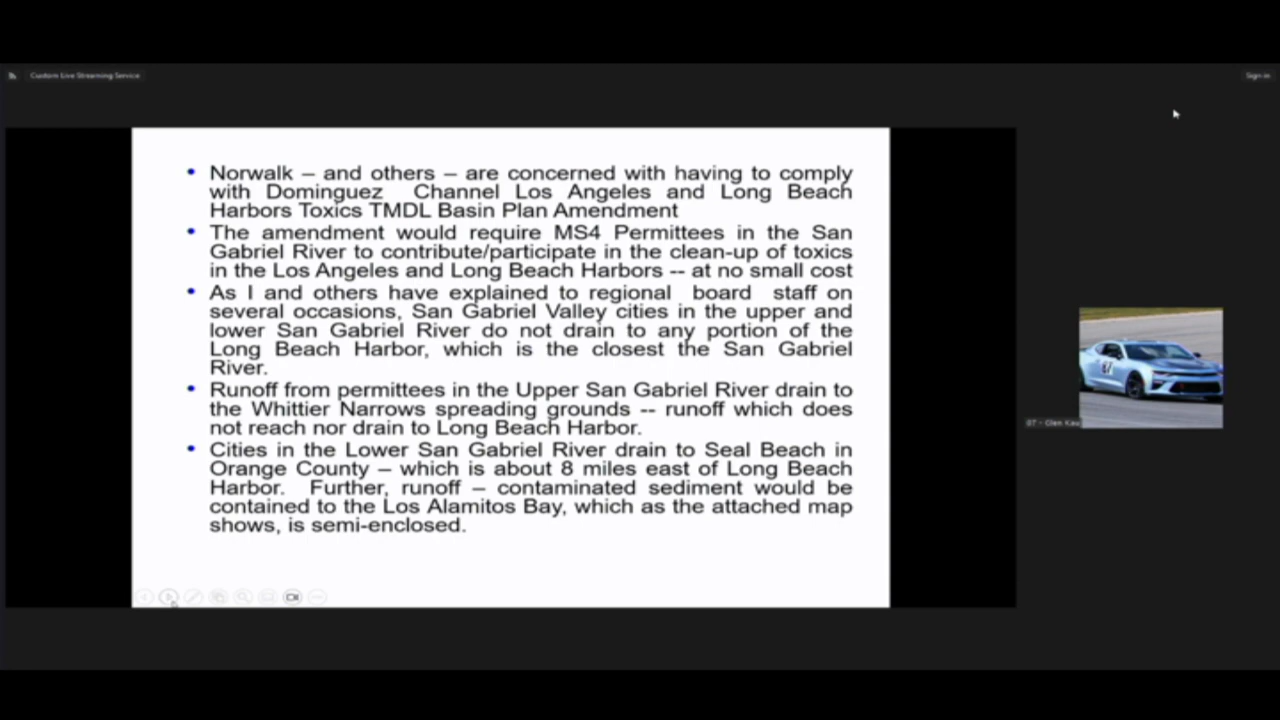 Custom Live Streaming Service
Sign in
• Norwalk – and others – are concerned with having to comply
with Dominguez Channel Los Angeles and Long Beach
Harbors Toxics TMDL Basin Plan Amendment
• The amendment would require MS4 Permittees in the San
Gabriel River to contribute/participate in the clean-up of toxics
in the Los Angeles and Long Beach Harbors -- at no small cost
• As I and others have explained to regional board staff on
several occasions, San Gabriel Valley cities in the upper and
lower San Gabriel River do not drain to any portion of the
Long Beach Harbor, which is the closest the San Gabriel
River.
• Runoff from permittees in the Upper San Gabriel River drain to
the Whittier Narrows spreading grounds -- runoff which does
not reach nor drain to Long Beach Harbor.
• Cities in the Lower San Gabriel River drain to Seal Beach in
Orange County – which is about 8 miles east of Long Beach
Harbor. Further, runoff – contaminated sediment would be
contained to the Los Alamitos Bay, which as the attached map
shows, is semi-enclosed.
07 - Glen